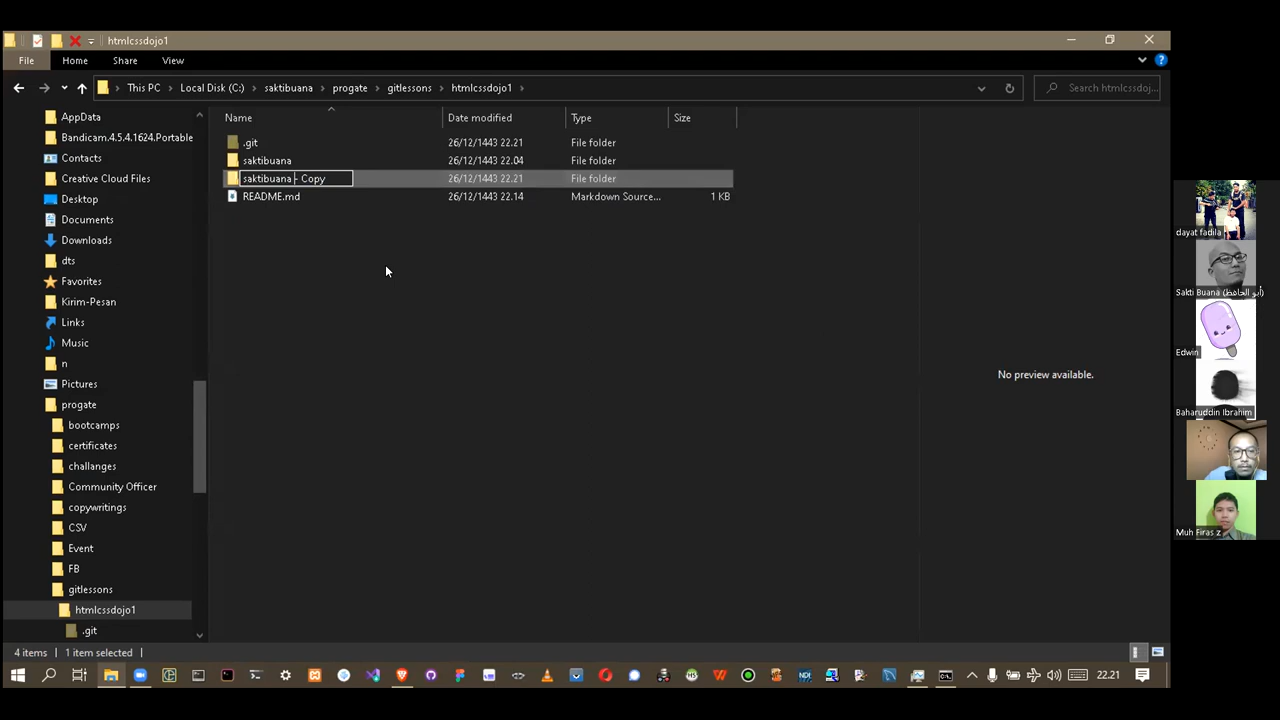 htmlcssdojo1
File
Home
Share
View
This PC
Local Disk (C:)
saktibuana
progate
gitlessons
htmlcssdojo1
Search htmlcssdoj...
Name
Date modified
Type
Size
AppData
Bandicam.4.5.4.1624.Portable
Contacts
Creative Cloud Files
Desktop
Documents
Downloads
dts
Favorites
Kirim-Pesan
Links
Music
n
Pictures
progate
bootcamps
certificates
challanges
Community Officer
copywritings
CSV
Event
FB
gitlessons
htmlcssdojo1
.git
.git 26/12/1443 22.21 File folder
saktibuana 26/12/1443 22.04 File folder
saktibuana - Copy 26/12/1443 22.21 File folder
README.md 26/12/1443 22.14 Markdown Source... 1 KB
No preview available.
dayat fadila
Sakti Buana (أبو الحافظ)
Edwin
Baharuddin Ibrahim
Muh Firas z
4 items
1 item selected
NDI
22.21